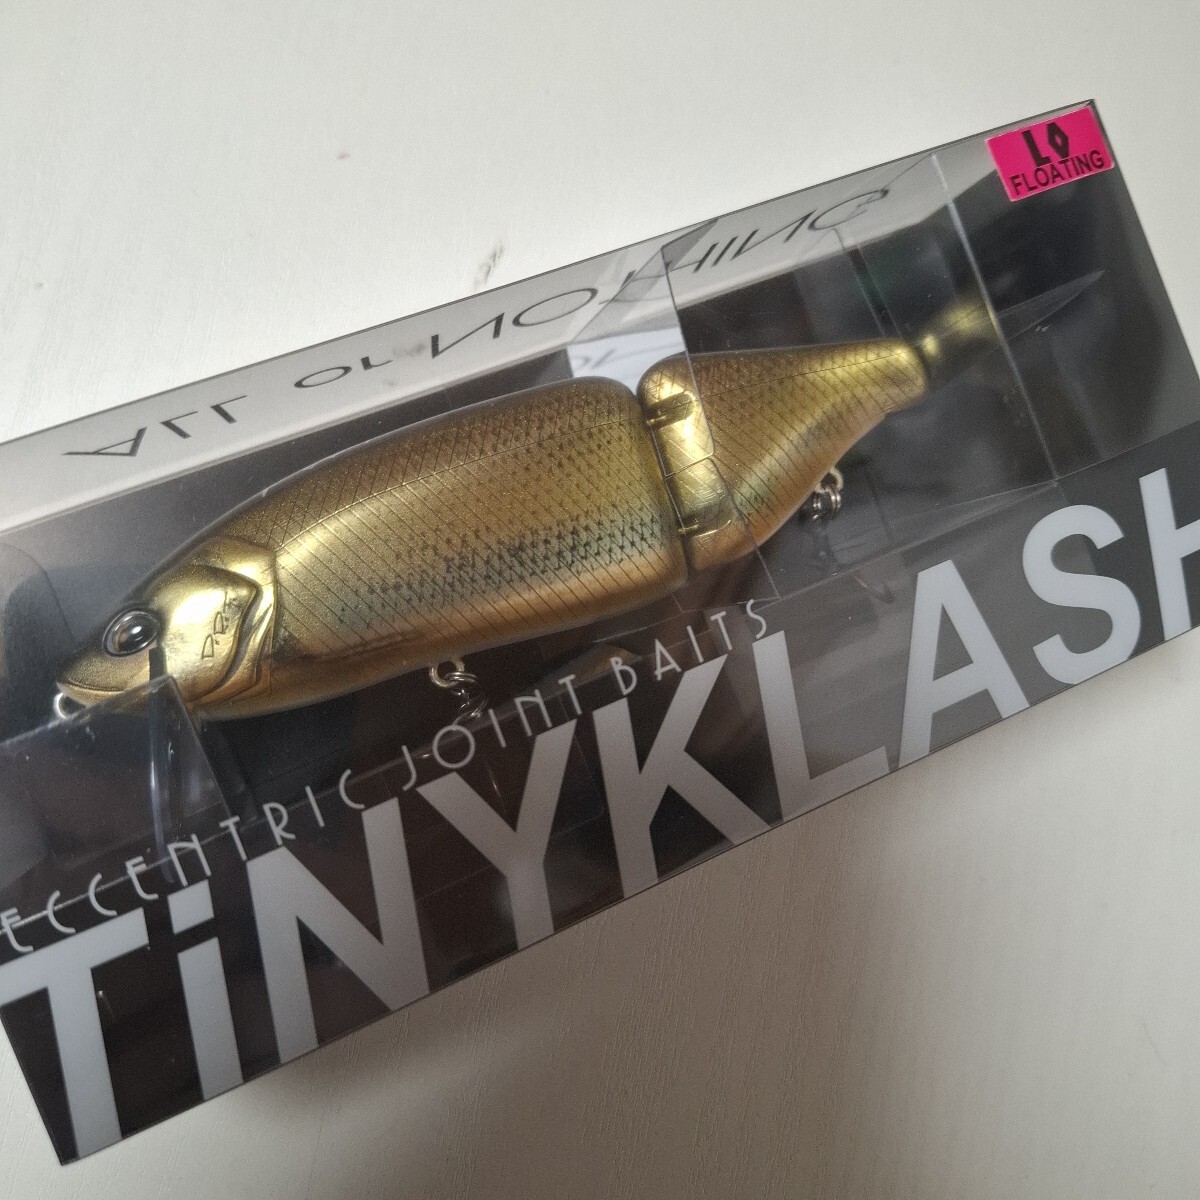 LO
FLOATING
ALL or NOTHING
D.R.T
ECCENTRIC JOINT BAITS
TiNYKLASH